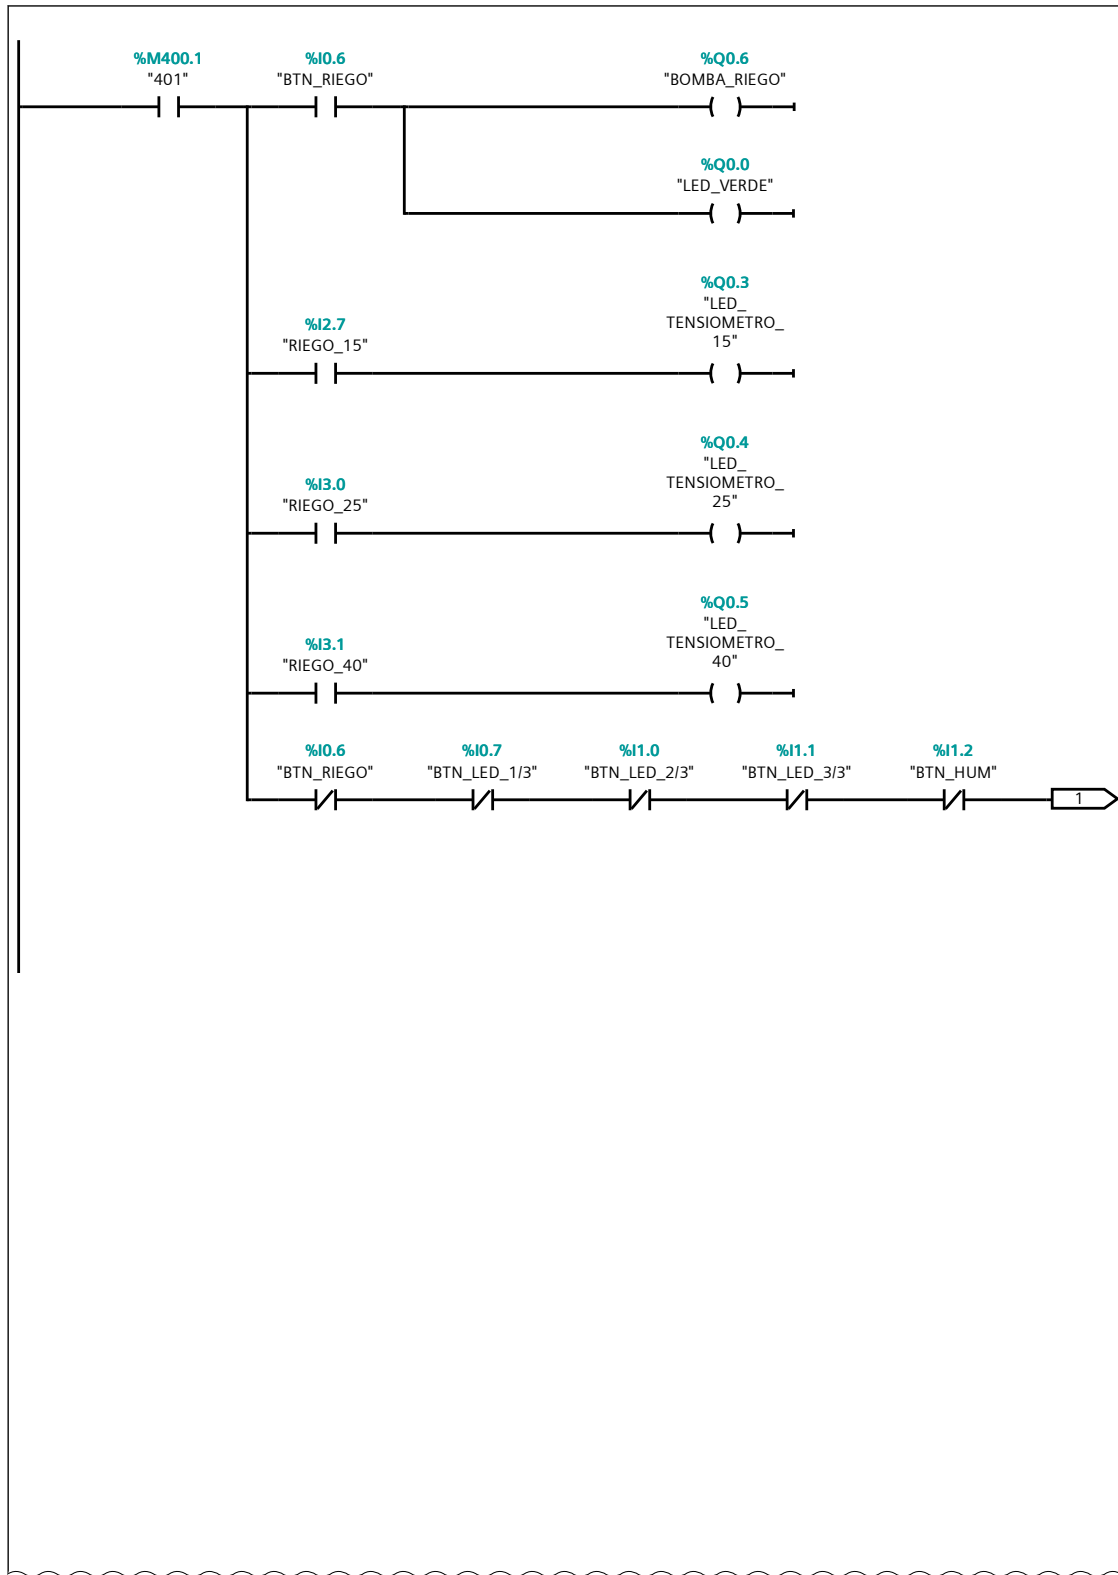 %M400.1
"401"
%I0.6
"BTN_RIEGO"
%Q0.6
"BOMBA_RIEGO"
%Q0.0
"LED_VERDE"
%I2.7
"RIEGO_15"
%Q0.3
"LED_
TENSIOMETRO_
15"
%I3.0
"RIEGO_25"
%Q0.4
"LED_
TENSIOMETRO_
25"
%I3.1
"RIEGO_40"
%Q0.5
"LED_
TENSIOMETRO_
40"
%I0.6
"BTN_RIEGO"
%I0.7
"BTN_LED_1/3"
%I1.0
"BTN_LED_2/3"
%I1.1
"BTN_LED_3/3"
%I1.2
"BTN_HUM"
1